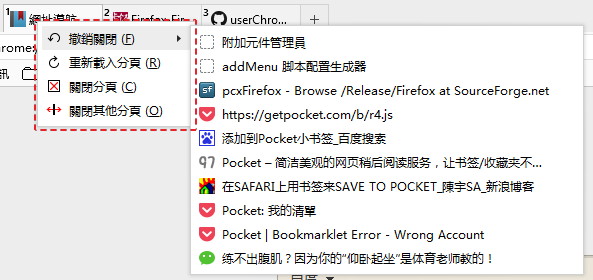 1 網址導航 2 Firefox Fir 3 userChro...
撤銷關閉 (F)
重新載入分頁 (R)
關閉分頁 (C)
關閉其他分頁 (O)
附加元件管理員
addMenu 脚本配置生成器
pcxFirefox - Browse /Release/Firefox at SourceForge.net
https://getpocket.com/b/r4.js
添加到Pocket小书签_百度搜索
Pocket – 简洁美观的网页稍后阅读服务，让书签/收藏夹不...
在SAFARI上用书签来SAVE TO POCKET_陳宇SA_新浪博客
Pocket: 我的清單
Pocket | Bookmarklet Error - Wrong Account
练不出腹肌？因为你的“仰卧起坐”是体育老师教的！